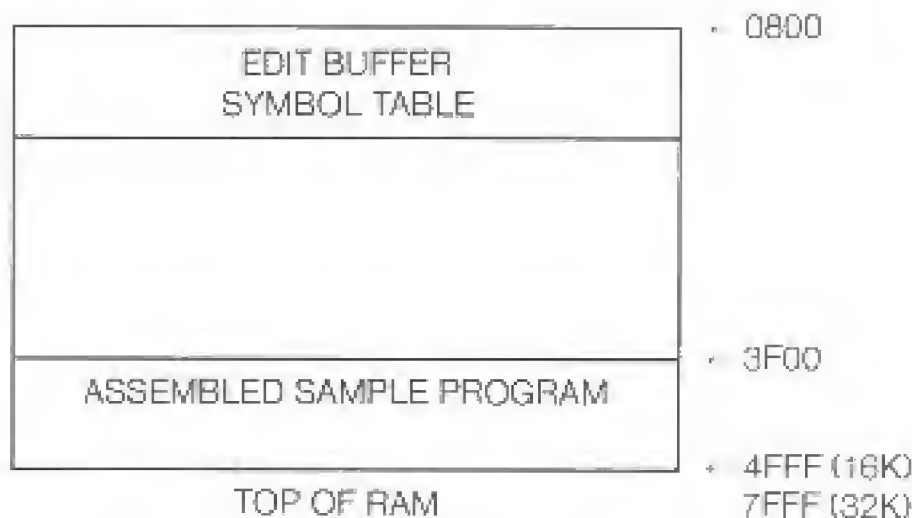 ← 0800
EDIT BUFFER
SYMBOL TABLE
← 3F00
ASSEMBLED SAMPLE PROGRAM
← 4FFF (16K)
TOP OF RAM
7FFF (32K)